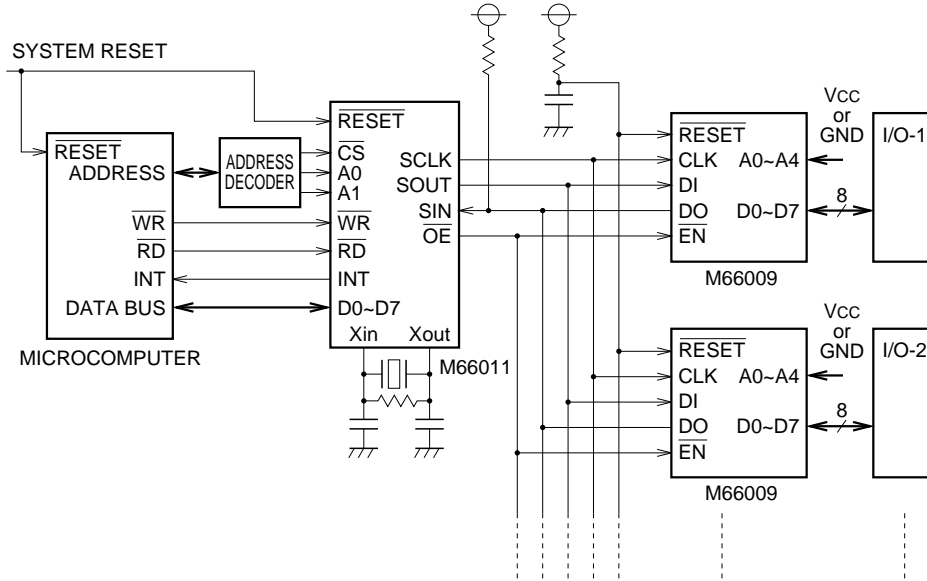 SYSTEM RESET
RESET
ADDRESS
WR
RD
INT
DATA BUS
MICROCOMPUTER
ADDRESS
DECODER
RESET
CS
A0
A1
WR
RD
INT
D0~D7
Xin
Xout
SCLK
SOUT
SIN
OE
M66011
RESET
CLK
DI
DO
EN
A0~A4
D0~D7
M66009
VCC
or
GND
8
I/O-1
RESET
CLK
DI
DO
EN
A0~A4
D0~D7
M66009
VCC
or
GND
8
I/O-2